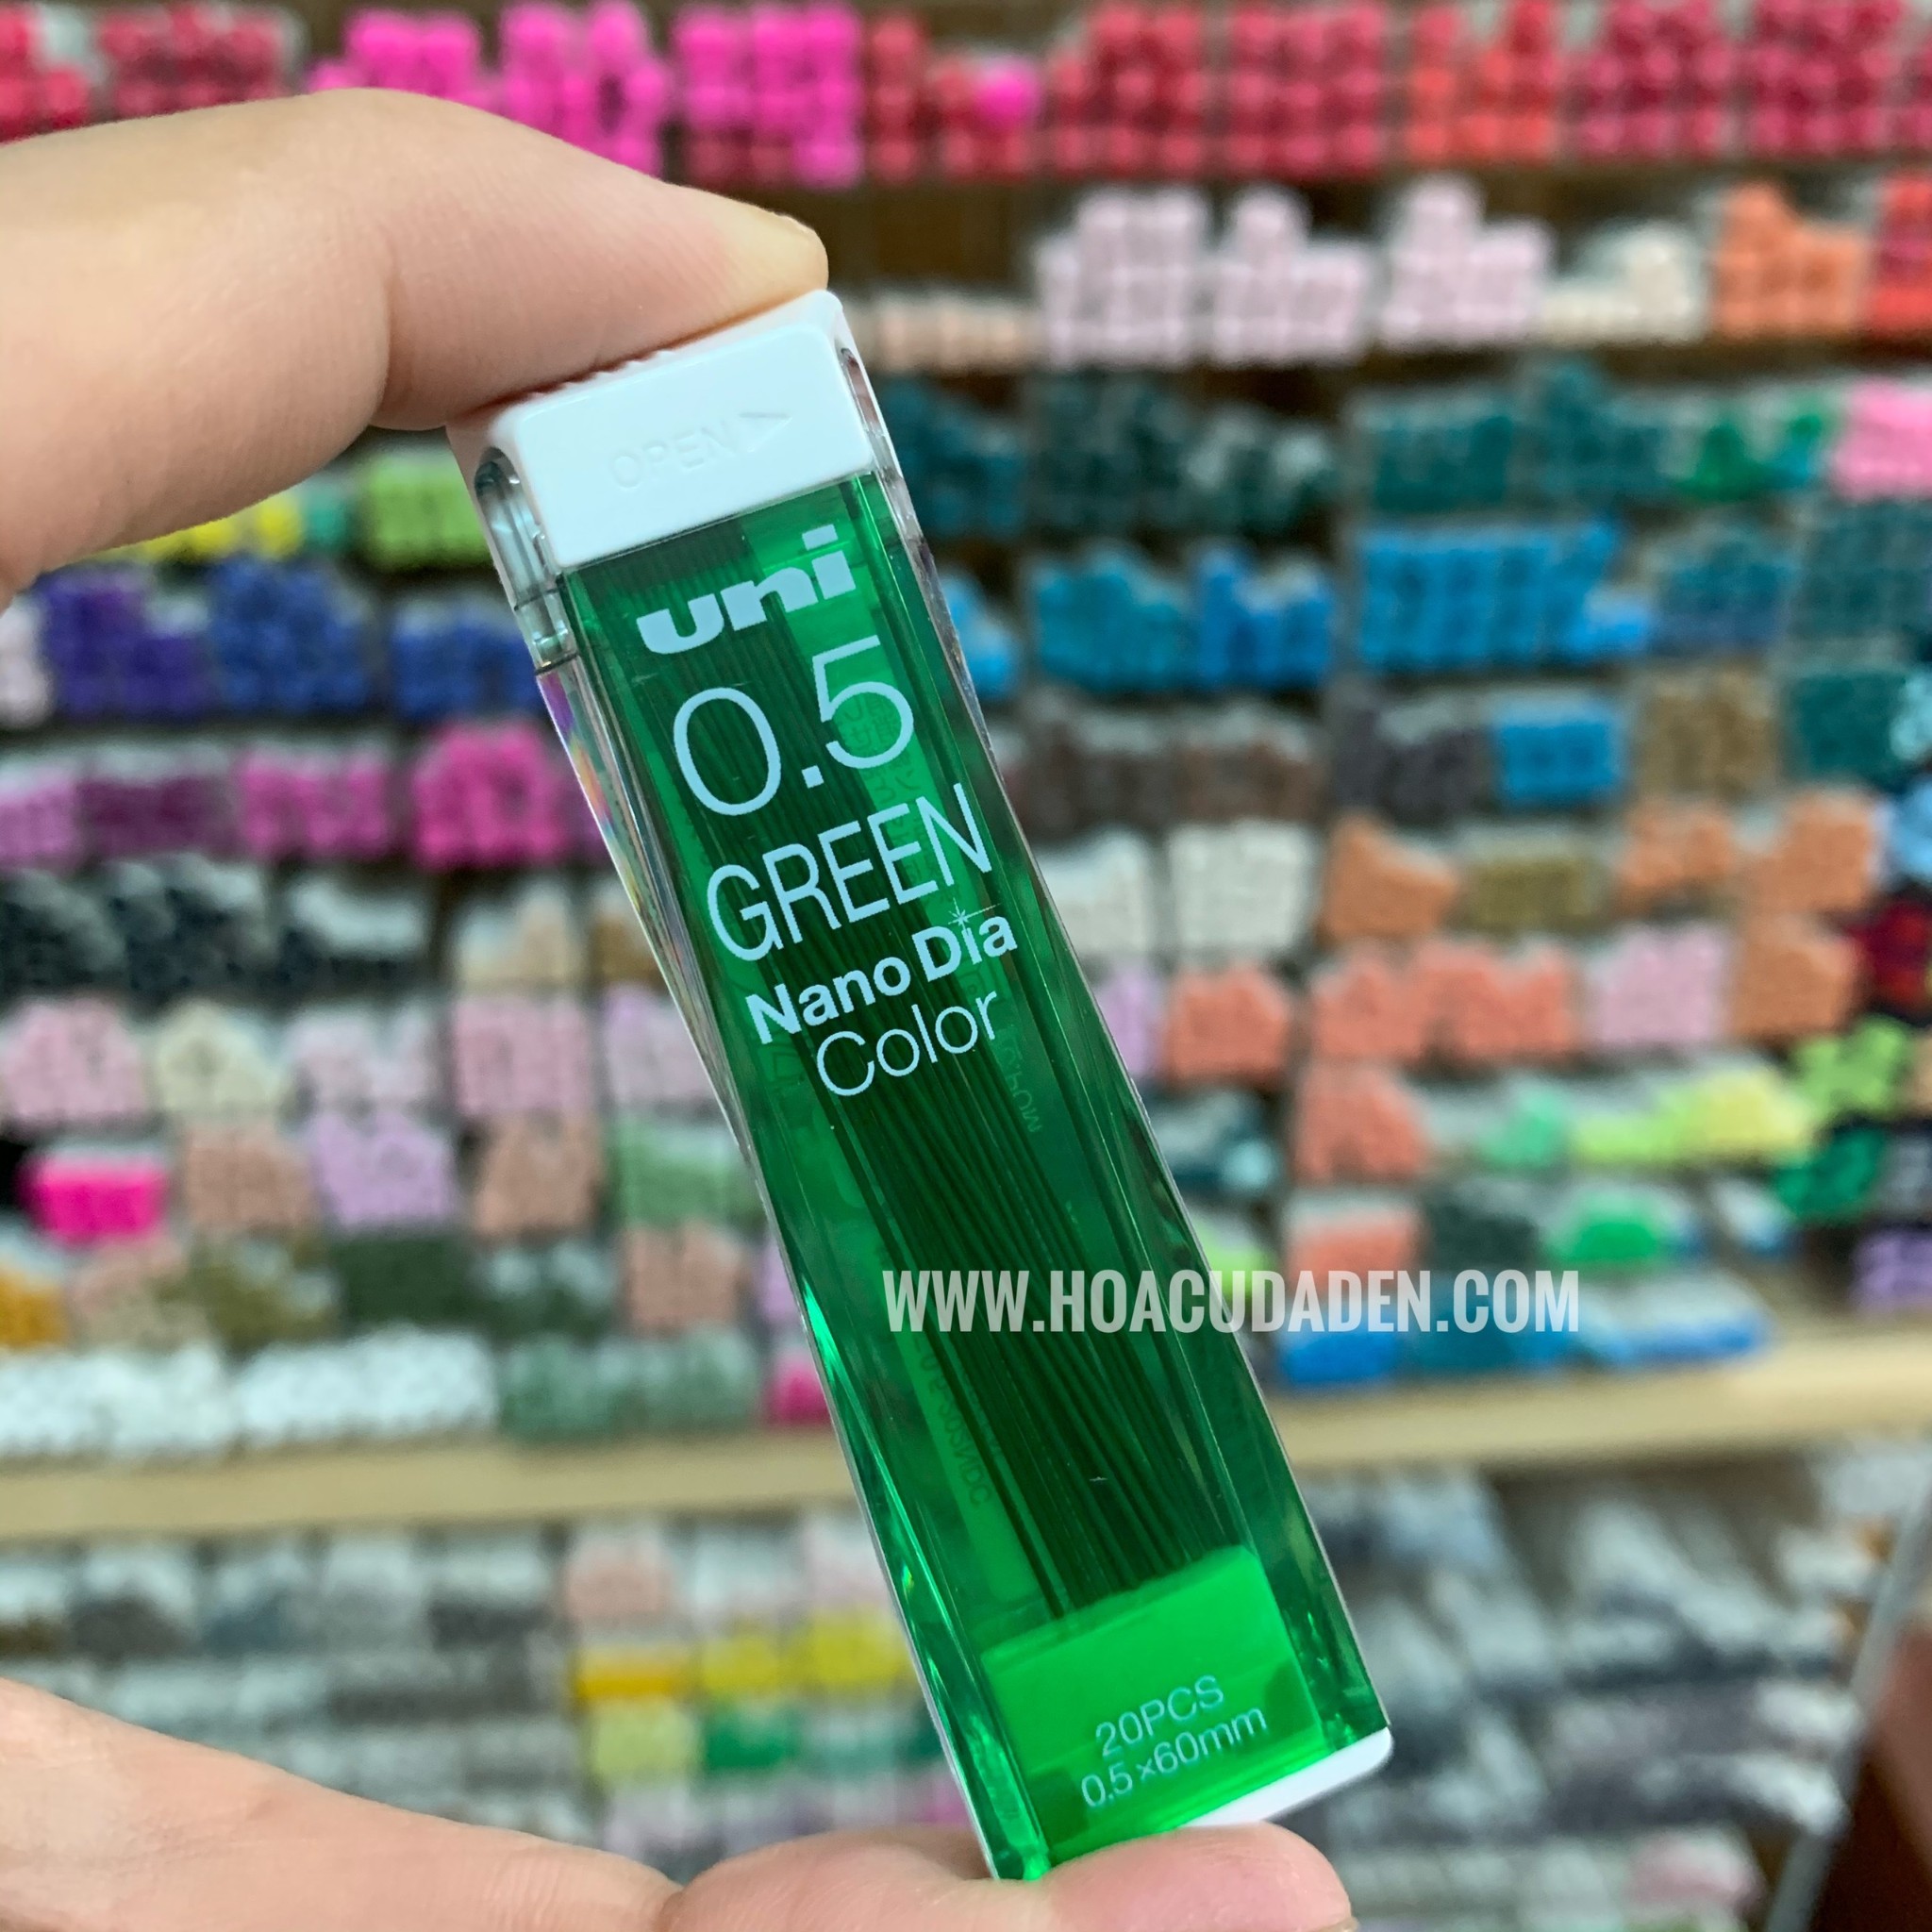 OPEN
uni
0.5
GREEN
Nano Dia
Color
WWW.HOACUDADEN.COM
20PCS
0.5×60mm